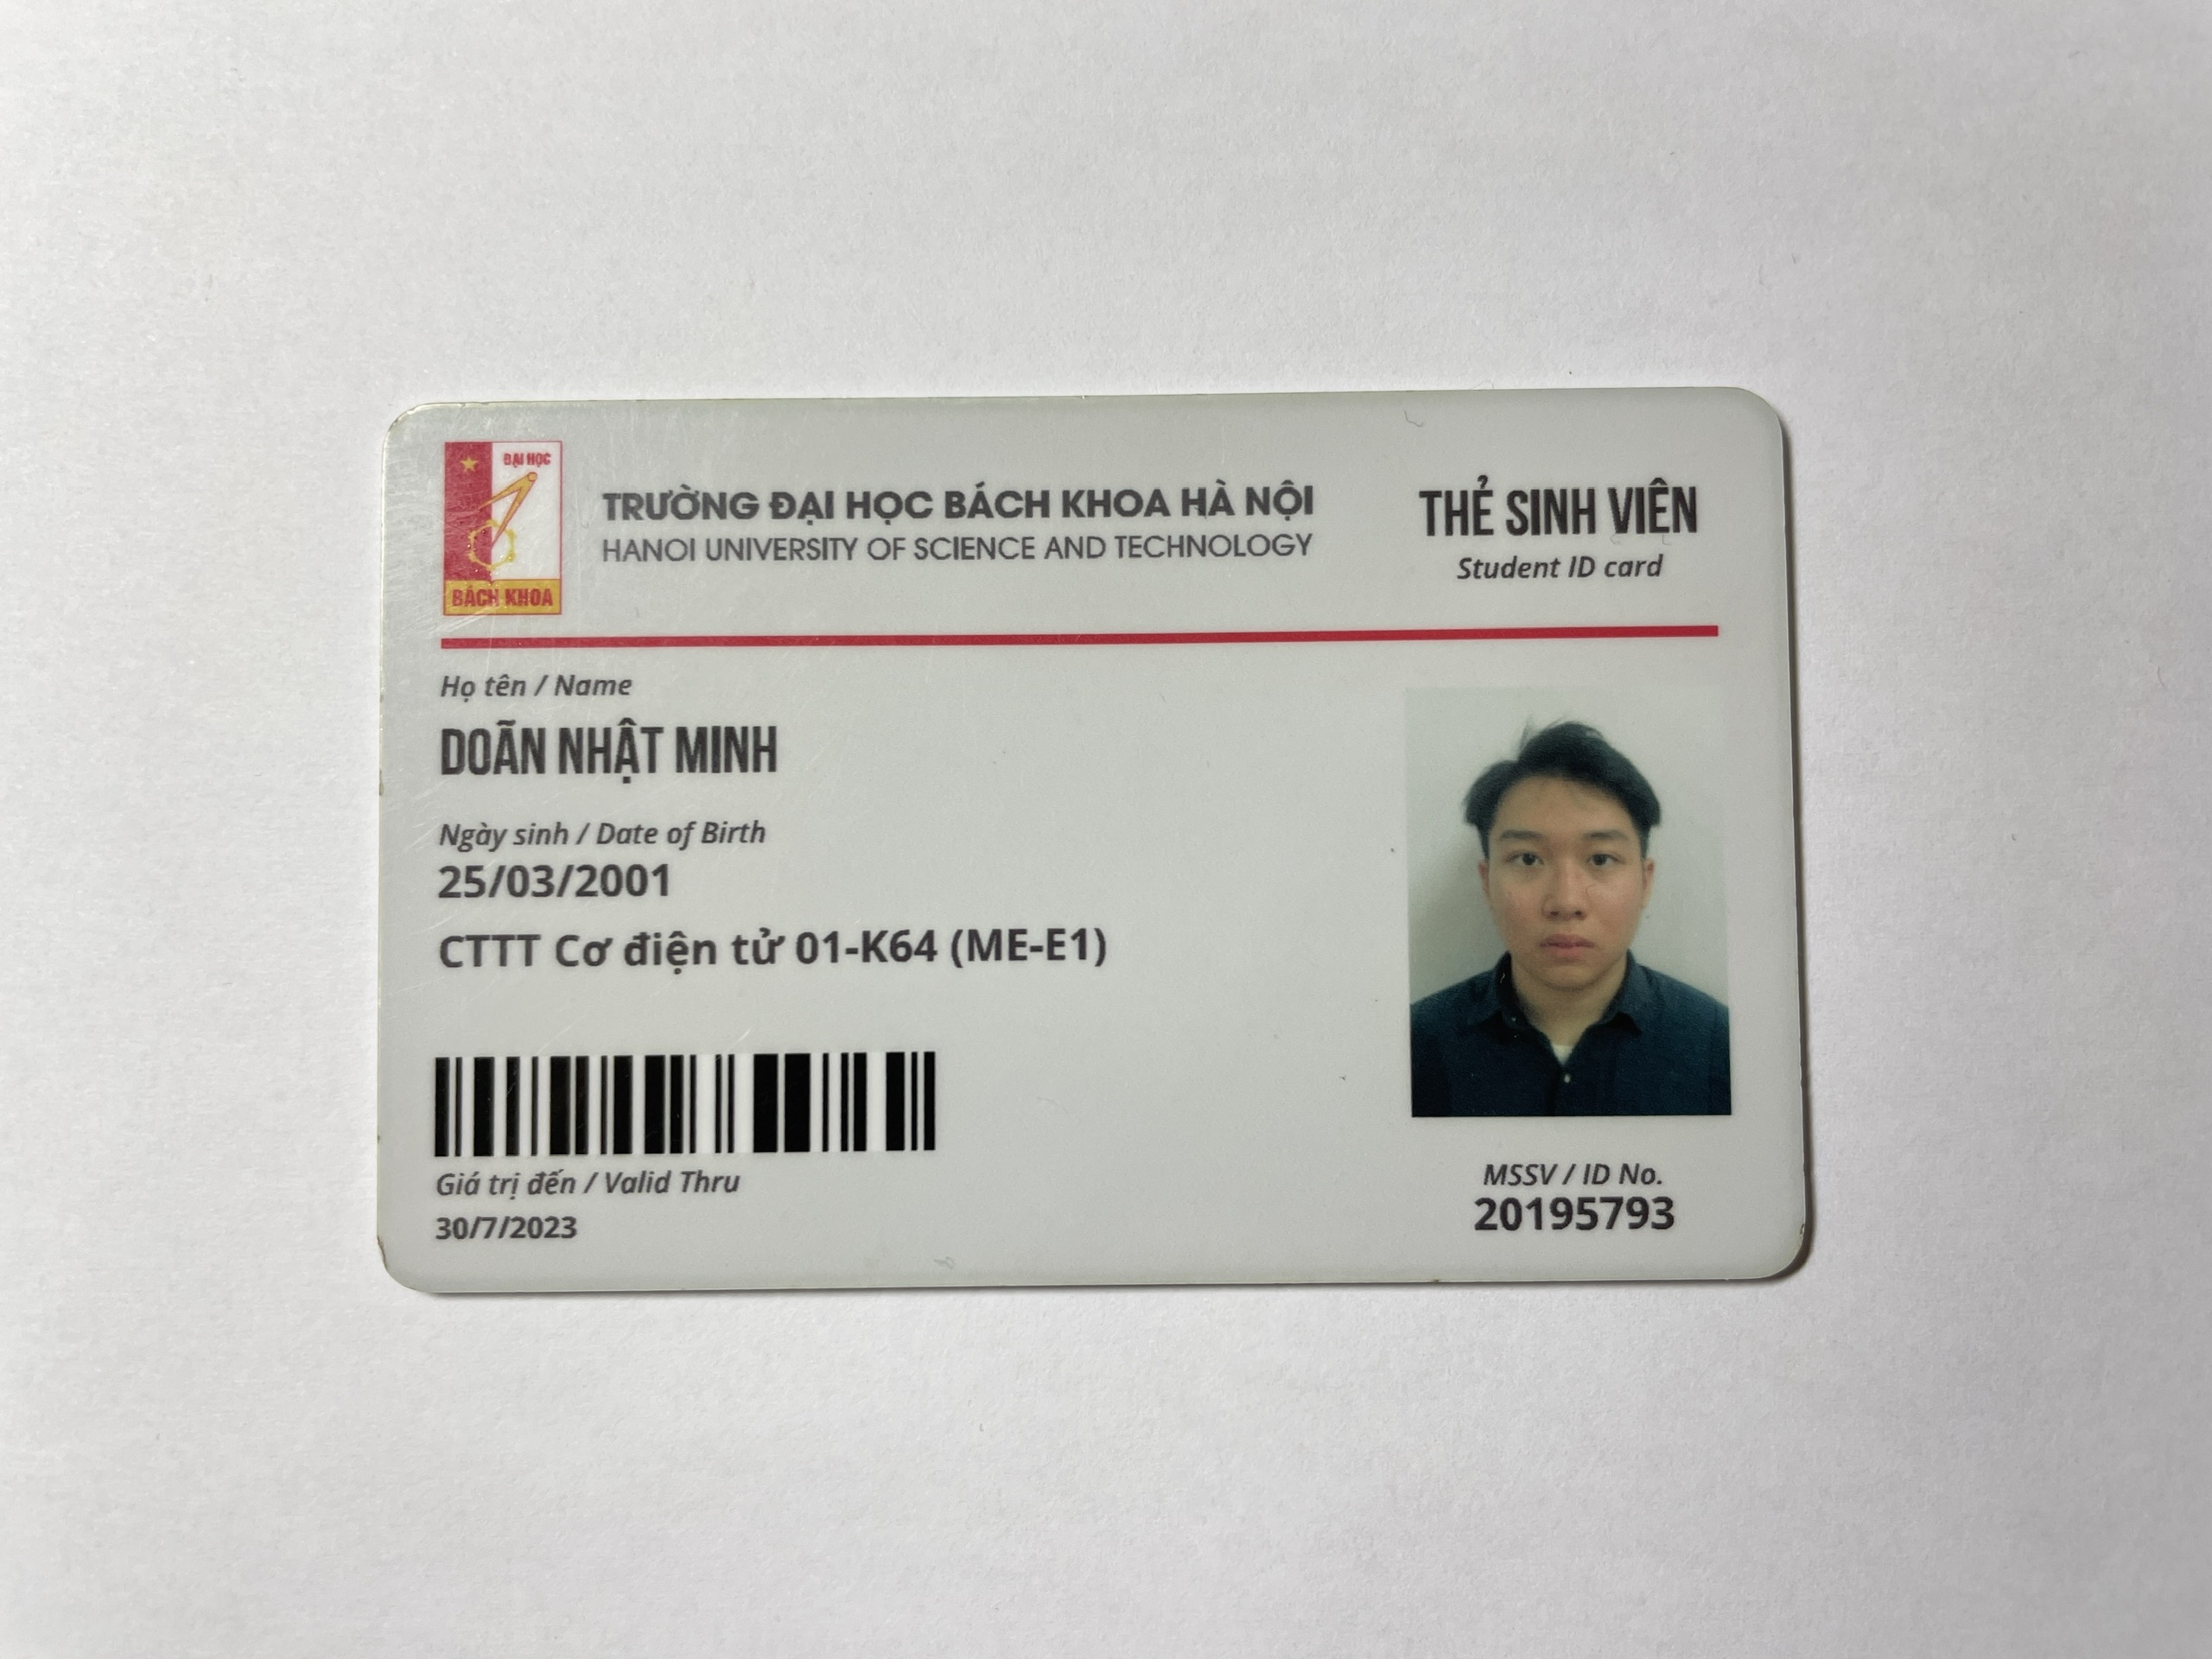 ĐẠI HỌC
BÁCH KHOA
TRƯỜNG ĐẠI HỌC BÁCH KHOA HÀ NỘI
HANOI UNIVERSITY OF SCIENCE AND TECHNOLOGY
THẺ SINH VIÊN
Student ID card
Họ tên / Name
DOÃN NHẬT MINH
Ngày sinh / Date of Birth
25/03/2001
CTTT Cơ điện tử 01-K64 (ME-E1)
Giá trị đến / Valid Thru
30/7/2023
MSSV / ID No.
20195793